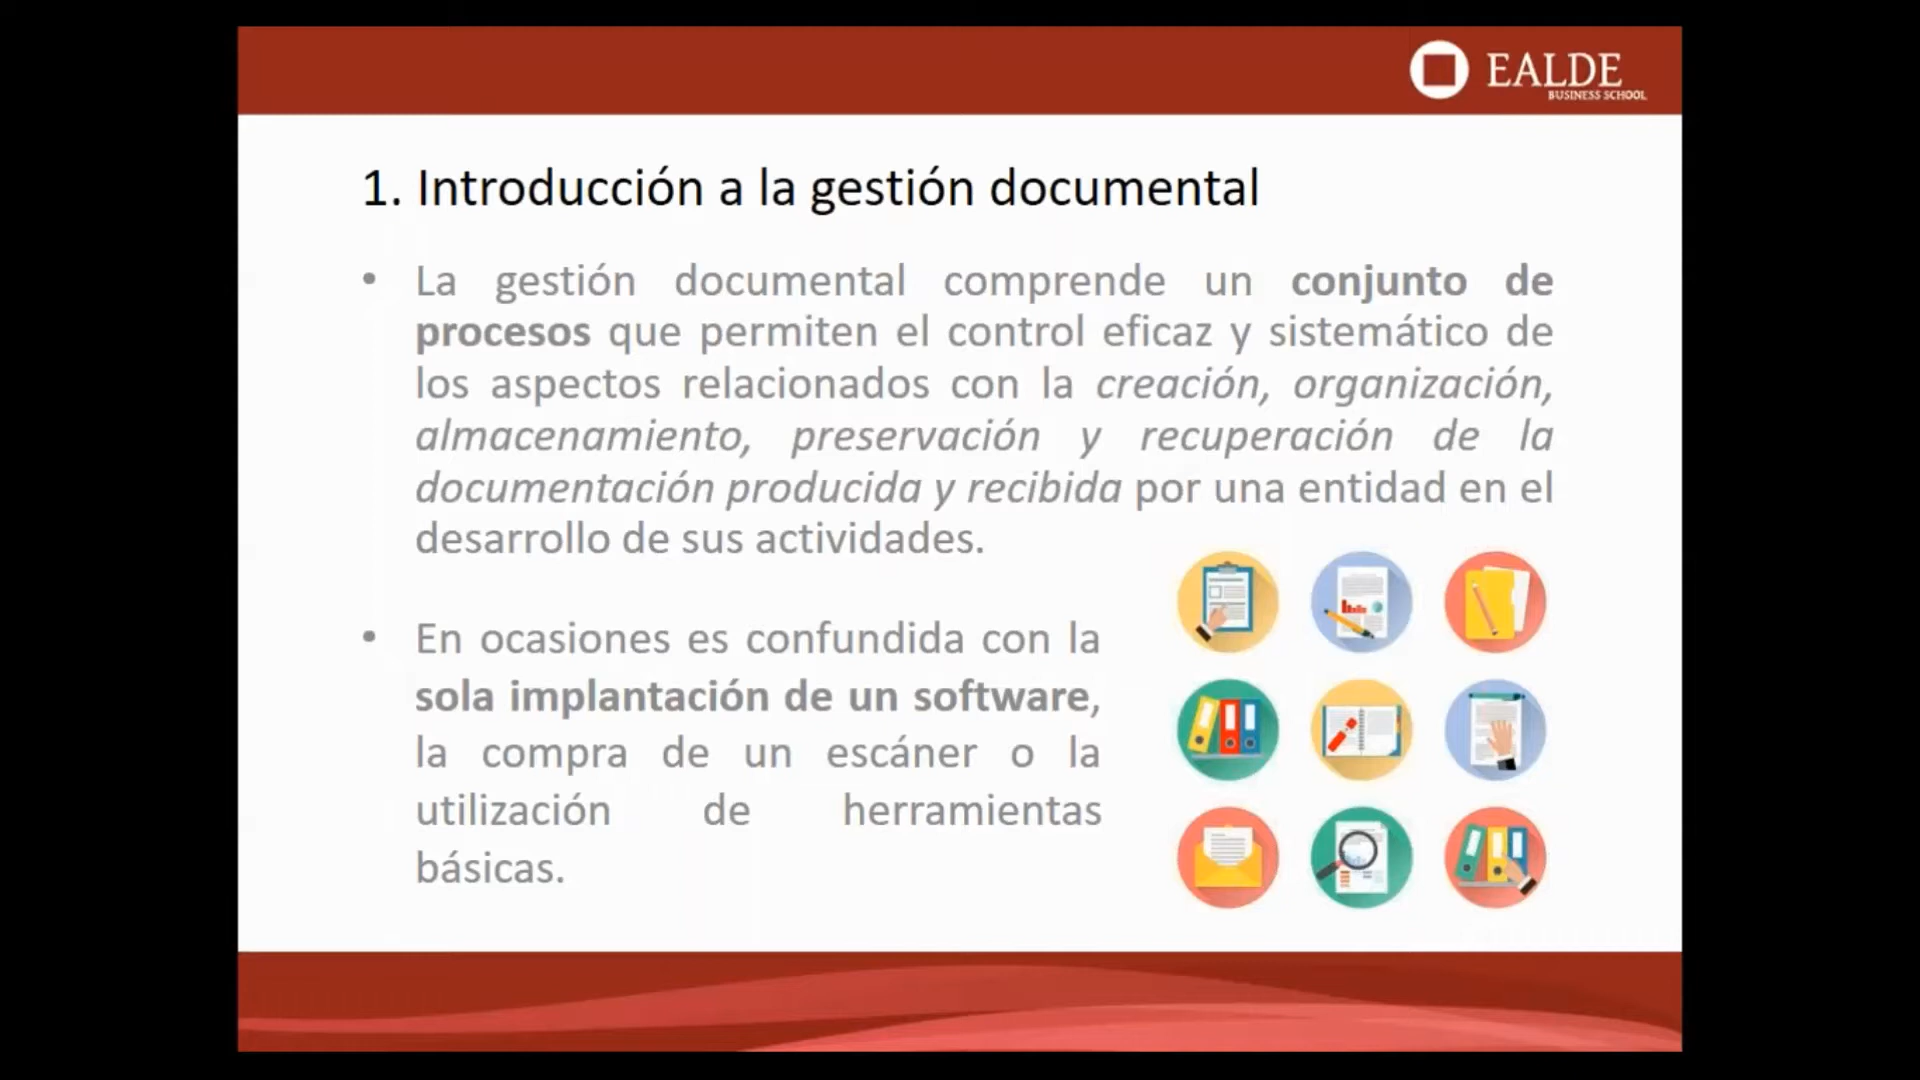 EALDE
BUSINESS SCHOOL
1. Introducción a la gestión documental
• La gestión documental comprende un conjunto de
procesos que permiten el control eficaz y sistemático de
los aspectos relacionados con la creación, organización,
almacenamiento, preservación y recuperación de la
documentación producida y recibida por una entidad en el
desarrollo de sus actividades.
• En ocasiones es confundida con la
sola implantación de un software,
la compra de un escáner o la
utilización de herramientas
básicas.